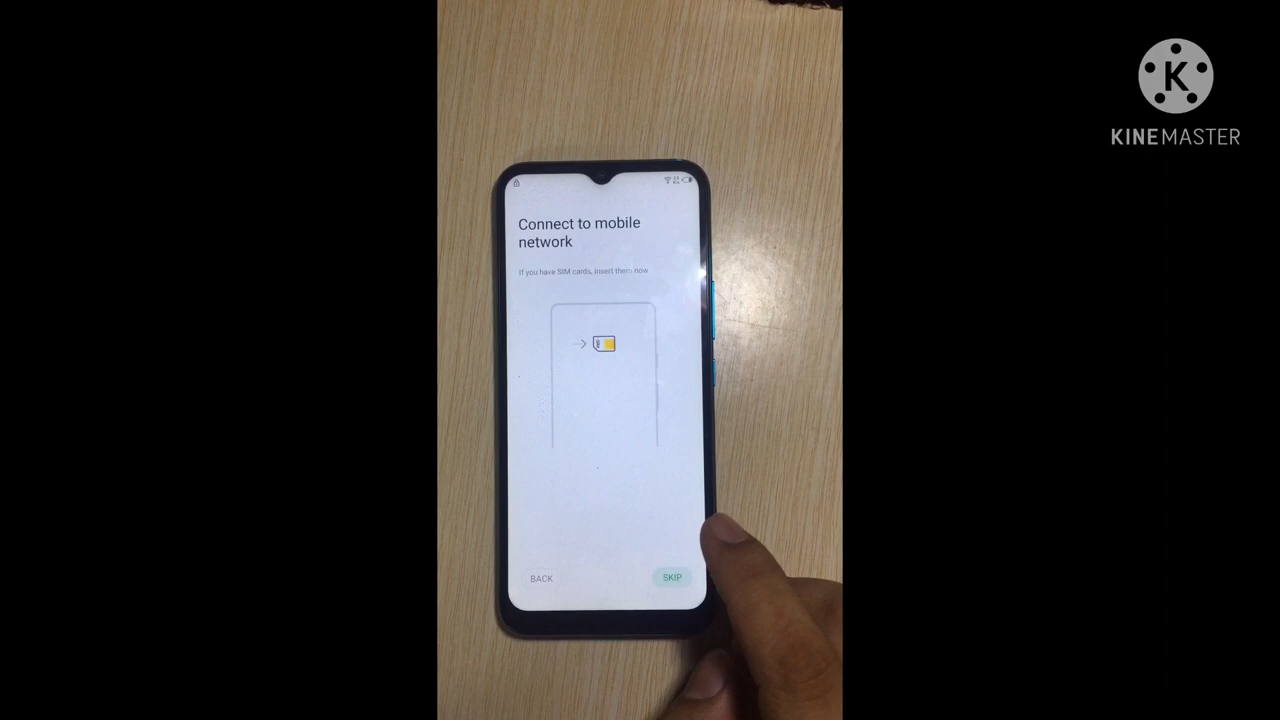 Connect to mobile
network
If you have SIM cards, insert them now
BACK
SKIP
K
KINEMASTER